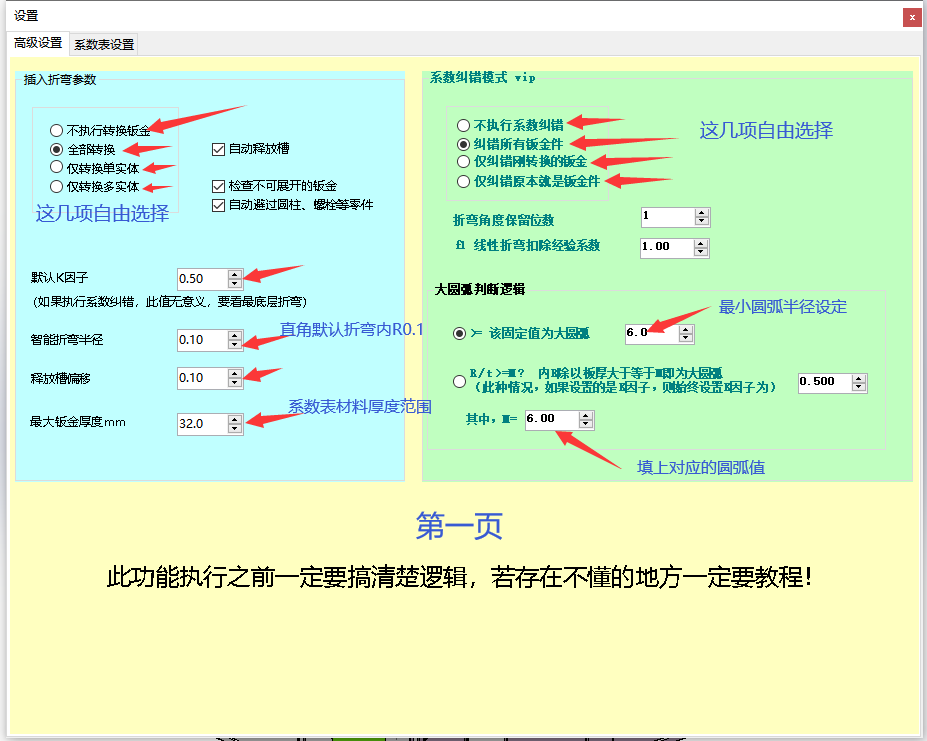 设置
x
高级设置 系数表设置
插入折弯参数
不执行转换钣金
全部转换
仅转换单实体
仅转换多实体
这几项自由选择
自动释放槽
检查不可展开的钣金
自动避过圆柱、螺栓等零件
默认K因子 0.50
(如果执行系数纠错，此值无意义，要看最底层折弯)
智能折弯半径 0.10
直角默认折弯内R0.1
释放槽偏移 0.10
系数表材料厚度范围
最大钣金厚度mm 32.0
系数纠错模式 vip
不执行系数纠错
纠错所有钣金件
仅纠错刚转换的钣金
仅纠错原本就是钣金件
这几项自由选择
折弯角度保留位数 1
fl 线性折弯扣除经验系数 1.00
大圆弧判断逻辑
最小圆弧半径设定
>= 该固定值为大圆弧 6.0
R/t>=M? 内R除以板厚大于等于M即为大圆弧
(此种情况，如果设置的是K因子，则始终设置K因子为) 0.500
其中，M= 6.00
填上对应的圆弧值
第一页
此功能执行之前一定要搞清楚逻辑，若存在不懂的地方一定要教程！